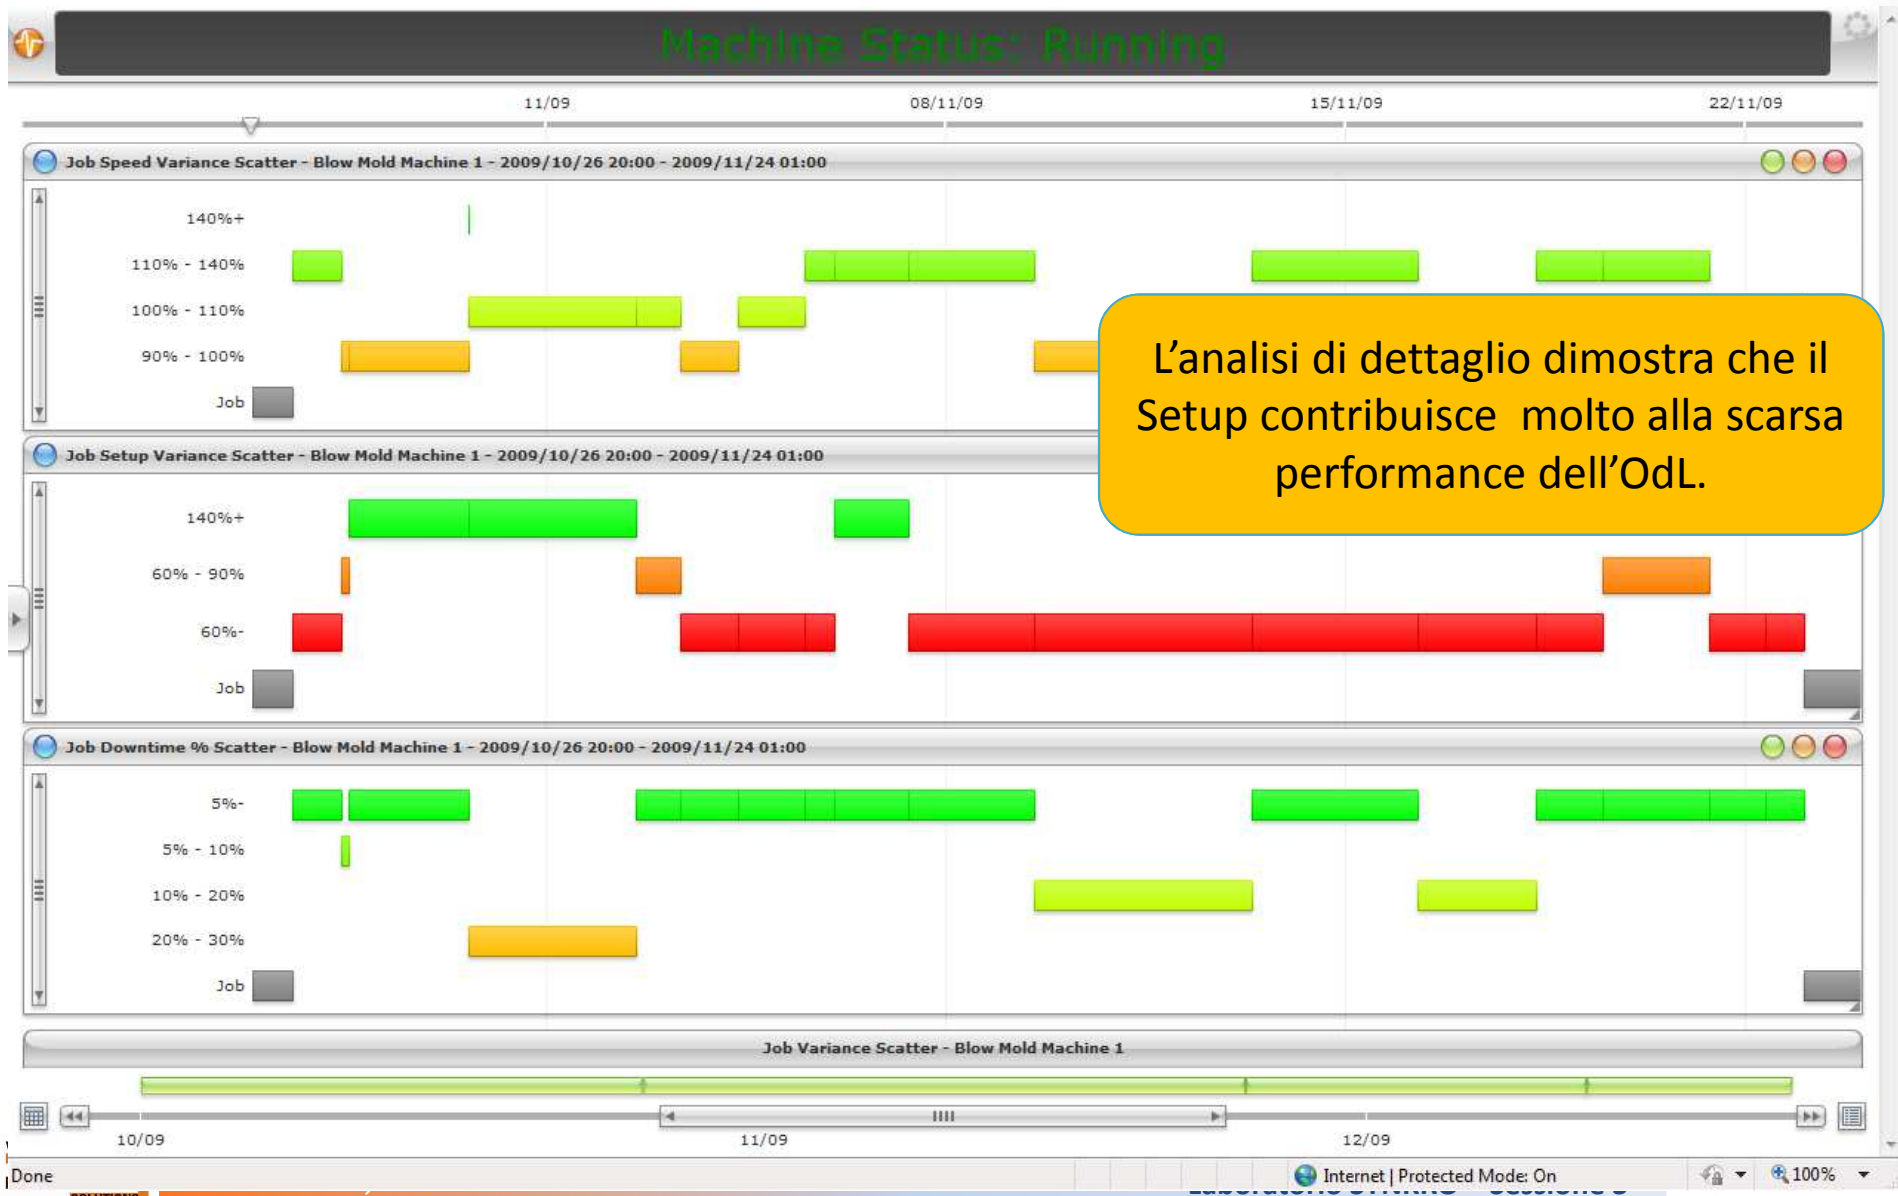 Machine Status: Running
11/09
08/11/09
15/11/09
22/11/09
Job Speed Variance Scatter - Blow Mold Machine 1 - 2009/10/26 20:00 - 2009/11/24 01:00
140%+
110% - 140%
100% - 110%
90% - 100%
Job
L'analisi di dettaglio dimostra che il
Setup contribuisce molto alla scarsa
performance dell'OdL.
Job Setup Variance Scatter - Blow Mold Machine 1 - 2009/10/26 20:00 - 2009/11/24 01:00
140%+
60% - 90%
60%-
Job
Job Downtime % Scatter - Blow Mold Machine 1 - 2009/10/26 20:00 - 2009/11/24 01:00
5%-
5% - 10%
10% - 20%
20% - 30%
Job
Job Variance Scatter - Blow Mold Machine 1
10/09
11/09
12/09
Done
Internet | Protected Mode: On
100%